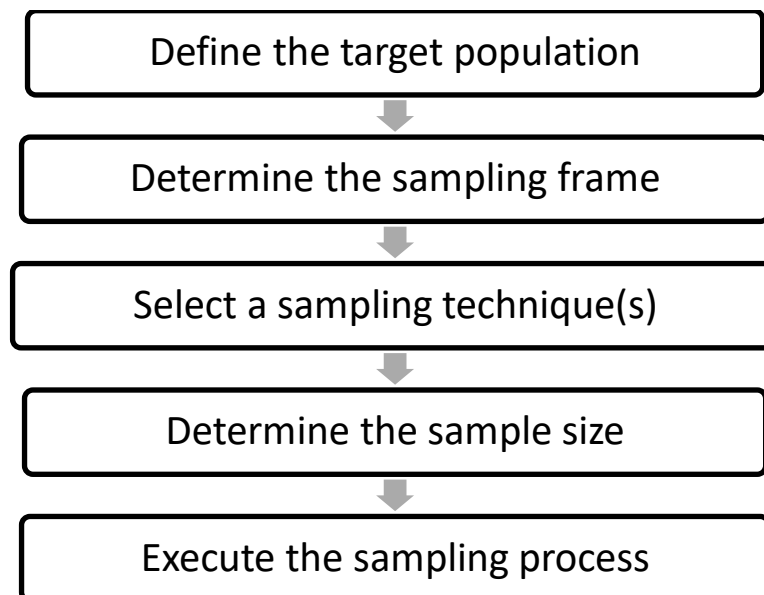 Define the target population
Determine the sampling frame
Select a sampling technique(s)
Determine the sample size
Execute the sampling process